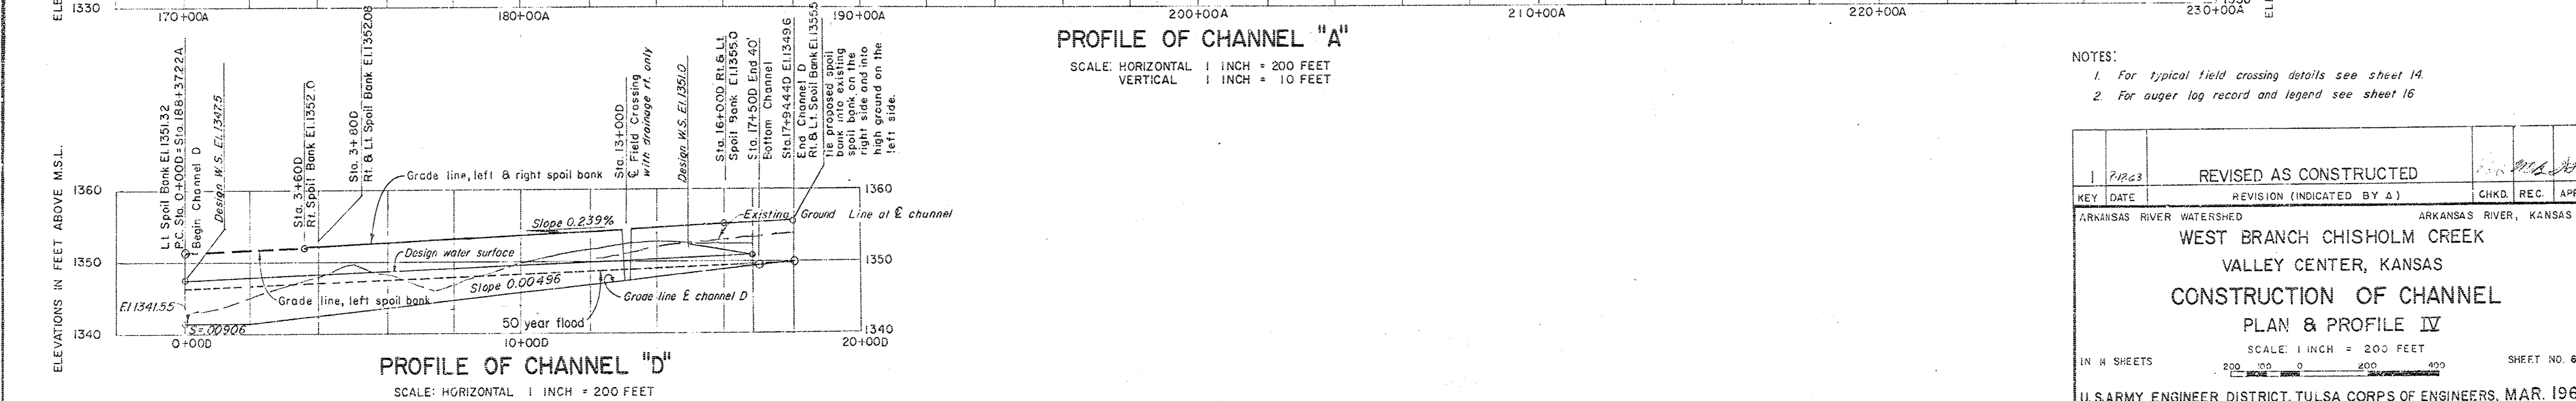 1330
170+00A
180+00A
190+00A
200+00A
210+00A
220+00A
230+00A
PROFILE OF CHANNEL "A"
SCALE: HORIZONTAL 1 INCH = 200 FEET
VERTICAL 1 INCH = 10 FEET
Lt Spoil Bank El.1351.32
P.C. Sta. 0+00D = Sta. 188+37.22A
Begin Channel D
Design W.S. El. 1347.5
Sta. 3+60D
Rt. Spoil Bank El.1352.0
Sta. 3+80D
Rt. & Lt. Spoil Bank El.1352.08
Sta. 13+00D
℄ Field Crossing
with drainage rt. only
Design W.S. El.1351.0
Sta. 16+00D Rt. & Lt.
Spoil Bank El.1355.0
Sta. 17+50D End 40'
Bottom Channel
Sta.17+94.44D El.1349.6
End Channel D
Rt. & Lt. Spoil Bank El.1355.5
tie proposed spoil
bank into existing
spoil bank on the
right side and into
high ground on the
left side.
ELEVATIONS IN FEET ABOVE M.S.L.
1360
1350
1340
1360
1350
1340
Grade line, left & right spoil bank
Slope 0.239%
Existing Ground Line at ℄ channel
Design water surface
Slope 0.00496
Grade line, left spoil bank
Grade line ℄ channel D
El 1341.55
S=.00906
50 year flood
0+00D
10+00D
20+00D
PROFILE OF CHANNEL "D"
SCALE: HORIZONTAL 1 INCH = 200 FEET
NOTES:
1. For typical field crossing details see sheet 14.
2. For auger log record and legend see sheet 16
1 7-17-63 REVISED AS CONSTRUCTED
KEY DATE REVISION (INDICATED BY Δ) CHKD. REC.
ARKANSAS RIVER WATERSHED ARKANSAS RIVER, KANSAS
WEST BRANCH CHISHOLM CREEK
VALLEY CENTER, KANSAS
CONSTRUCTION OF CHANNEL
PLAN & PROFILE IV
SCALE: 1 INCH = 200 FEET
IN 14 SHEETS SHEET NO. 6
200 100 0 200 400
U.S. ARMY ENGINEER DISTRICT, TULSA CORPS OF ENGINEERS, MAR. 196